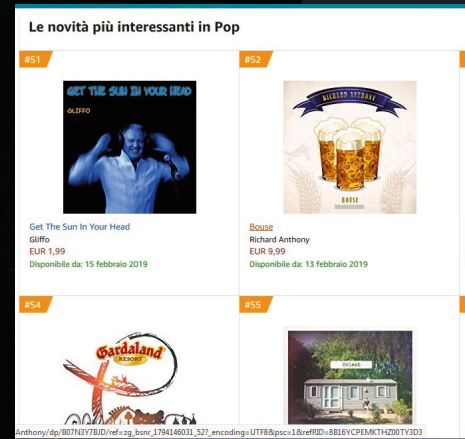 Le novità più interessanti in Pop
#51
#52
GET THE SUN IN YOUR HEAD
GLIFFO
RICHARD ANTHONY
BOUSE
Get The Sun In Your Head
Gliffo
EUR 1,99
Disponibile da: 15 febbraio 2019
Bouse
Richard Anthony
EUR 9,99
Disponibile da: 13 febbraio 2019
#54
#55
Gardaland
RESORT
Anthony/dp/B07N3Y7BJD/ref=zg_bsnr_1794146031_52?_encoding=UTF8&psc=1&refRID=8B16YCPEMKTHZ00TY3D3